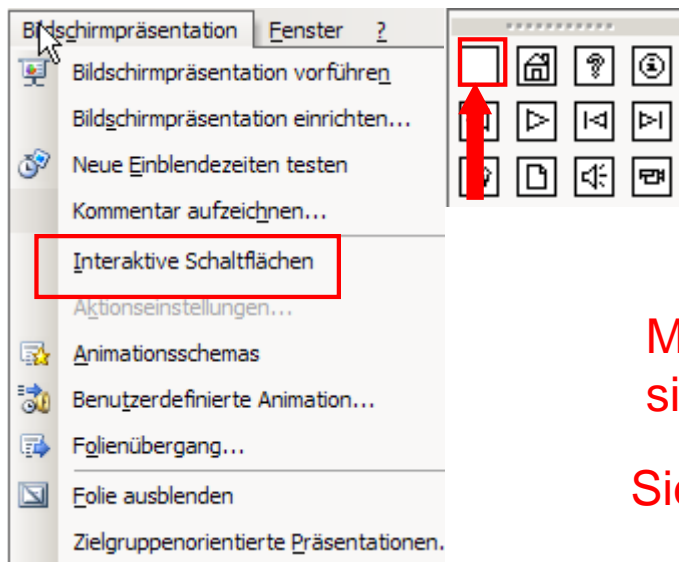 Bildschirmpräsentation Fenster ?
Bildschirmpräsentation vorführen
Bildschirmpräsentation einrichten...
Neue Einblendezeiten testen
Kommentar aufzeichnen...
Interaktive Schaltflächen
Aktionseinstellungen...
Animationsschemas
Benutzerdefinierte Animation...
Folienübergang...
Folie ausblenden
Zielgruppenorientierte Präsentationen.